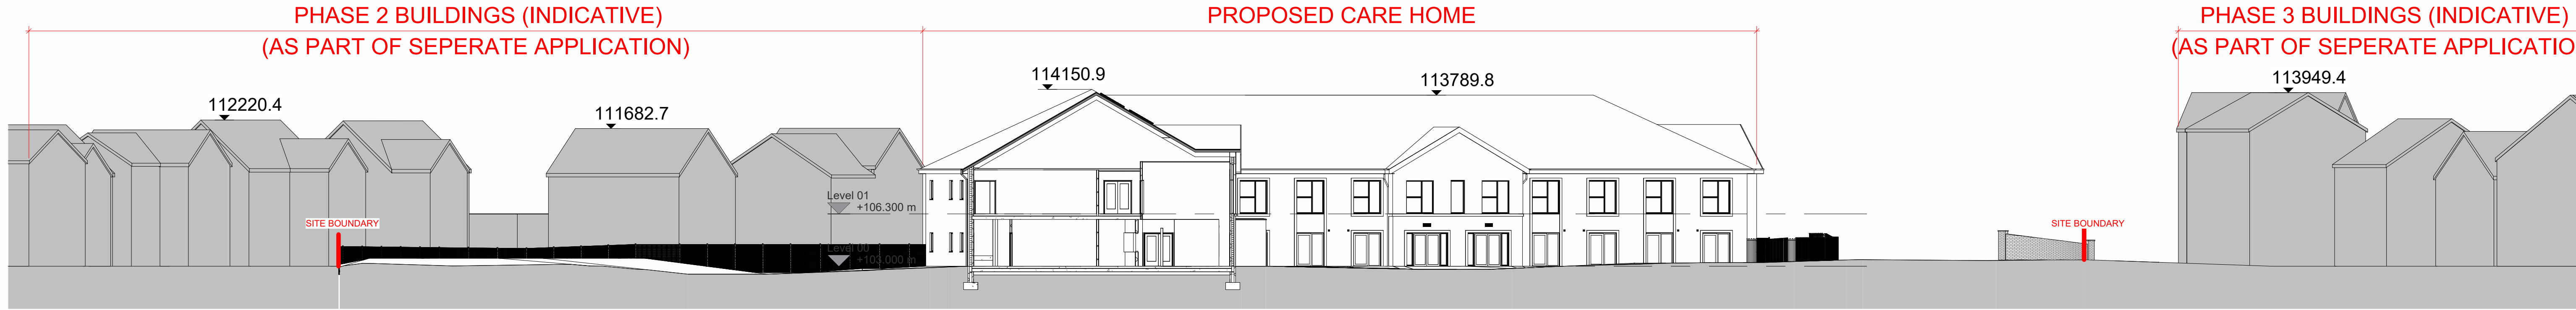 PHASE 2 BUILDINGS (INDICATIVE)
(AS PART OF SEPERATE APPLICATION)
PROPOSED CARE HOME
PHASE 3 BUILDINGS (INDICATIVE)
(AS PART OF SEPERATE APPLICATIO
112220.4
111682.7
114150.9
113789.8
113949.4
Level 01
+106.300 m
SITE BOUNDARY
SITE BOUNDARY
Level 00
+103.000 m